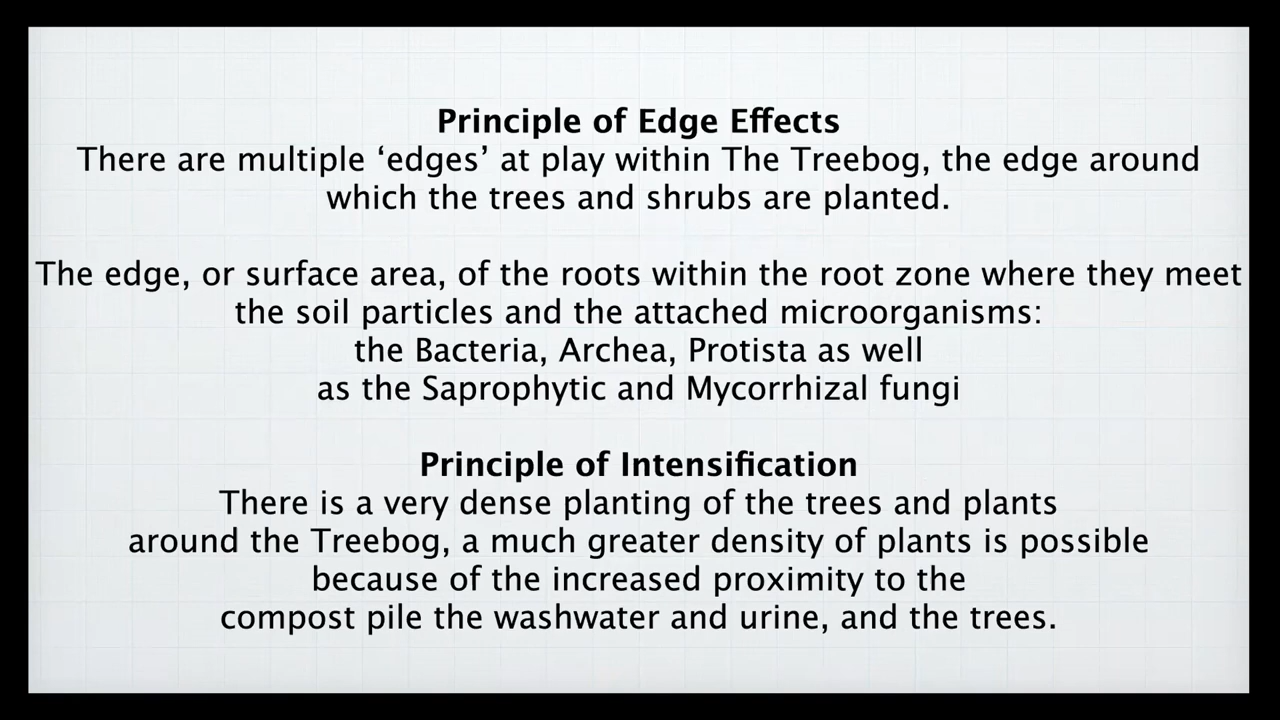 Principle of Edge Effects
There are multiple ‘edges’ at play within The Treebog, the edge around
which the trees and shrubs are planted.
The edge, or surface area, of the roots within the root zone where they meet
the soil particles and the attached microorganisms:
the Bacteria, Archea, Protista as well
as the Saprophytic and Mycorrhizal fungi
Principle of Intensification
There is a very dense planting of the trees and plants
around the Treebog, a much greater density of plants is possible
because of the increased proximity to the
compost pile the washwater and urine, and the trees.